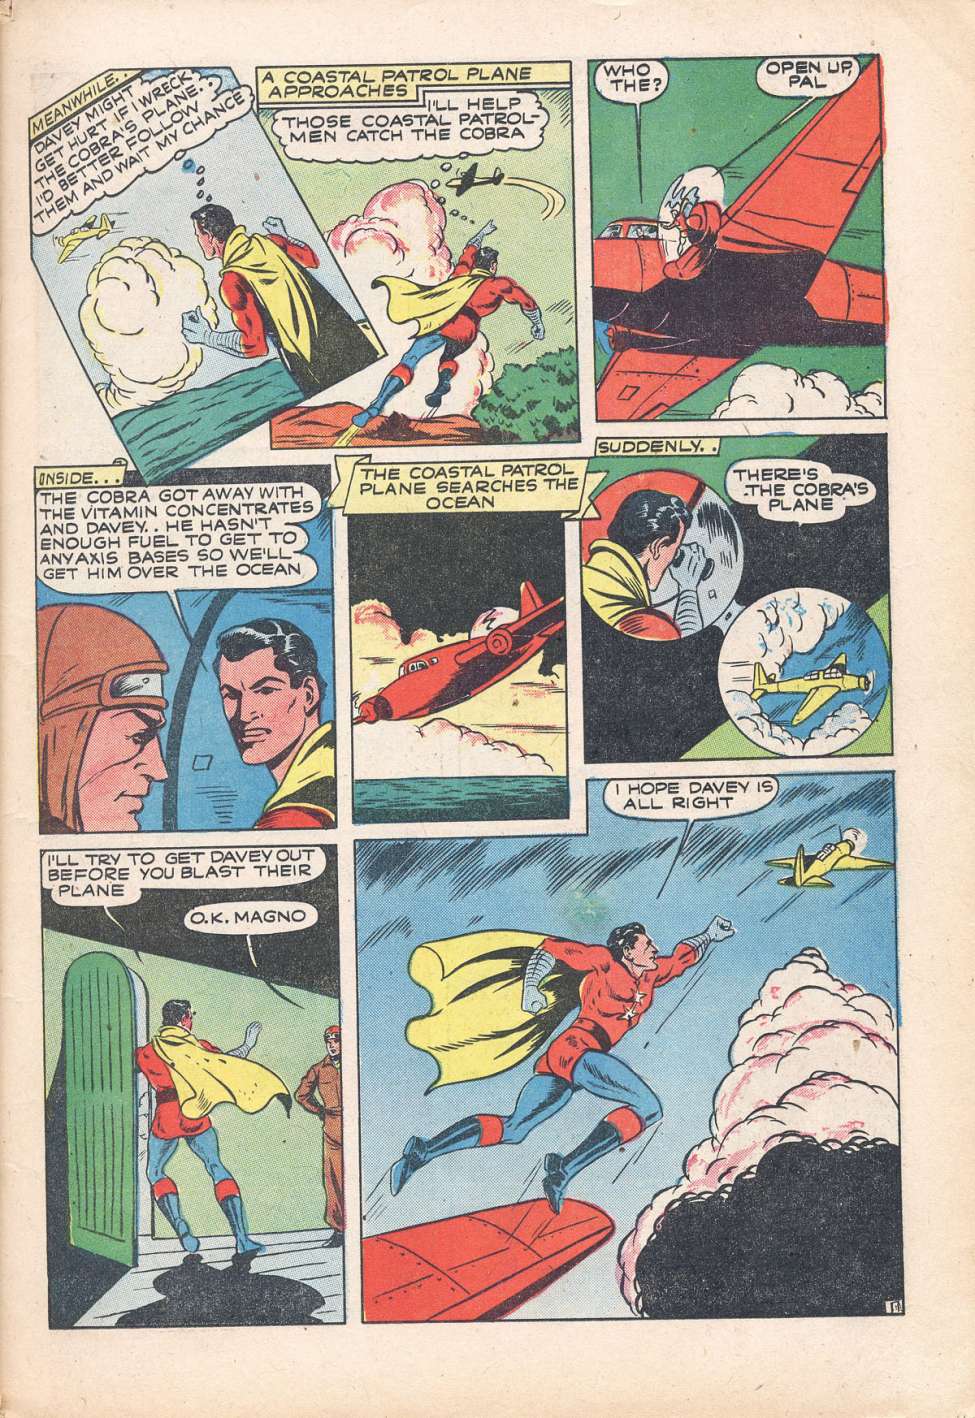 MEANWHILE..
DAVEY MIGHT
GET HURT IF I WRECK
THE COBRA'S PLANE..
I'D BETTER FOLLOW
THEM AND WAIT MY CHANCE
A COASTAL PATROL PLANE
APPROACHES
I'LL HELP
THOSE COASTAL PATROL-
MEN CATCH THE COBRA
WHO
THE?
OPEN UP,
PAL
INSIDE...
THE COBRA GOT AWAY WITH
THE VITAMIN CONCENTRATES
AND DAVEY.. HE HASN'T
ENOUGH FUEL TO GET TO
ANY AXIS BASES SO WE'LL
GET HIM OVER THE OCEAN
THE COASTAL PATROL
PLANE SEARCHES THE
OCEAN
SUDDENLY..
THERE'S
THE COBRA'S
PLANE
I'LL TRY TO GET DAVEY OUT
BEFORE YOU BLAST THEIR
PLANE
O.K. MAGNO
I HOPE DAVEY IS
ALL RIGHT